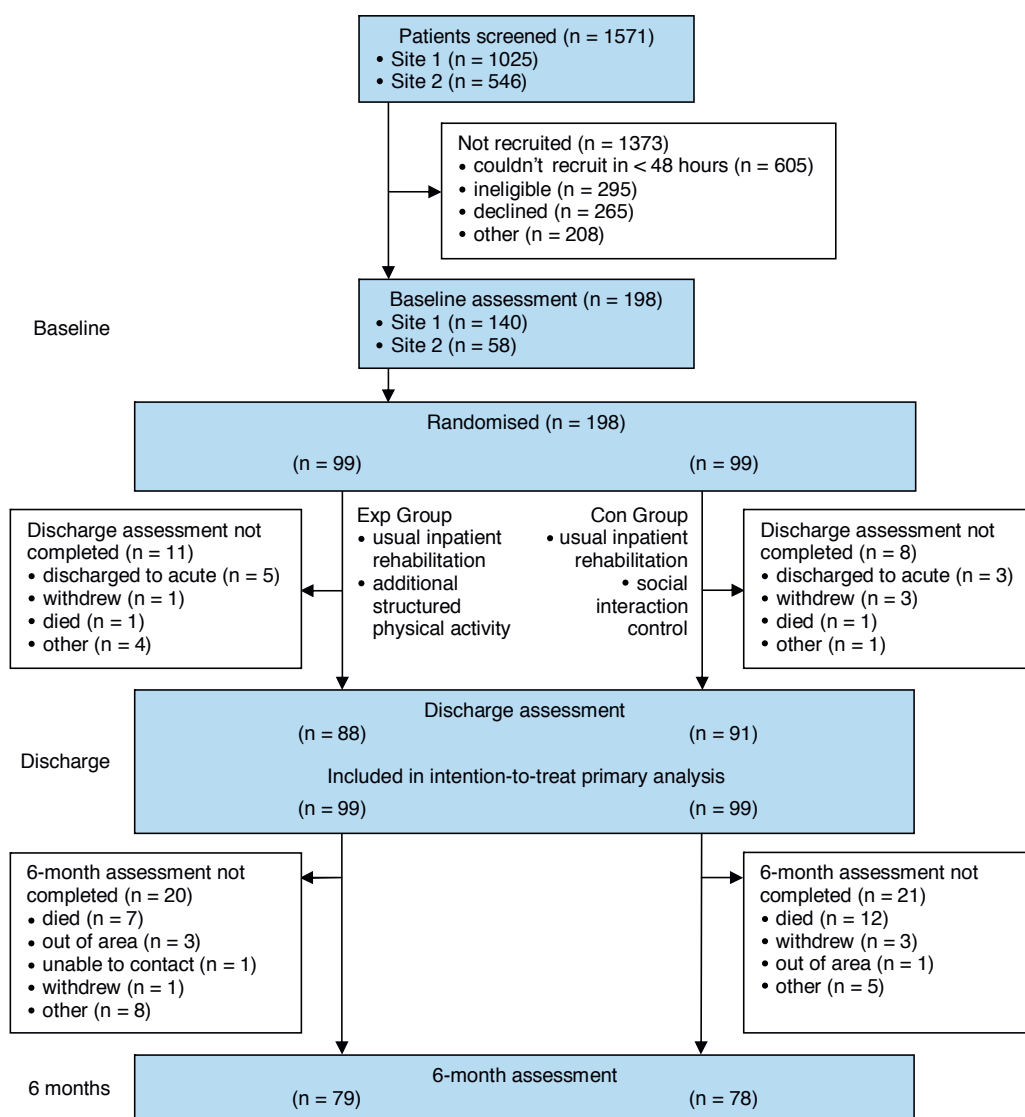 Patients screened (n = 1571)
• Site 1 (n = 1025)
• Site 2 (n = 546)
Not recruited (n = 1373)
• couldn't recruit in < 48 hours (n = 605)
• ineligible (n = 295)
• declined (n = 265)
• other (n = 208)
Baseline
Baseline assessment (n = 198)
• Site 1 (n = 140)
• Site 2 (n = 58)
Randomised (n = 198)
(n = 99) (n = 99)
Discharge assessment not
completed (n = 11)
• discharged to acute (n = 5)
• withdrew (n = 1)
• died (n = 1)
• other (n = 4)
Exp Group
• usual inpatient
rehabilitation
• additional
structured
physical activity
Con Group
• usual inpatient
rehabilitation
• social
interaction
control
Discharge assessment not
completed (n = 8)
• discharged to acute (n = 3)
• withdrew (n = 3)
• died (n = 1)
• other (n = 1)
Discharge
Discharge assessment
(n = 88) (n = 91)
Included in intention-to-treat primary analysis
(n = 99) (n = 99)
6-month assessment not
completed (n = 20)
• died (n = 7)
• out of area (n = 3)
• unable to contact (n = 1)
• withdrew (n = 1)
• other (n = 8)
6-month assessment not
completed (n = 21)
• died (n = 12)
• withdrew (n = 3)
• out of area (n = 1)
• other (n = 5)
6 months
6-month assessment
(n = 79) (n = 78)